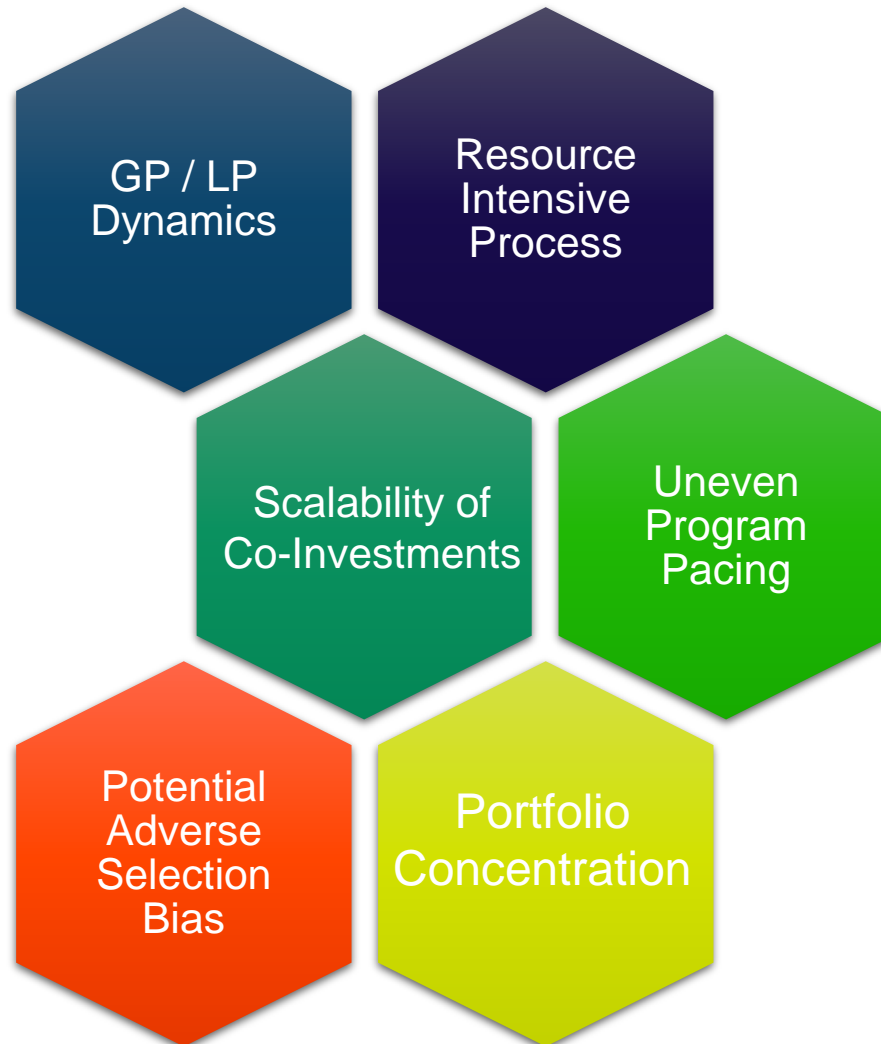 GP / LP
Dynamics
Resource
Intensive
Process
Scalability of
Co-Investments
Uneven
Program
Pacing
Potential
Adverse
Selection
Bias
Portfolio
Concentration